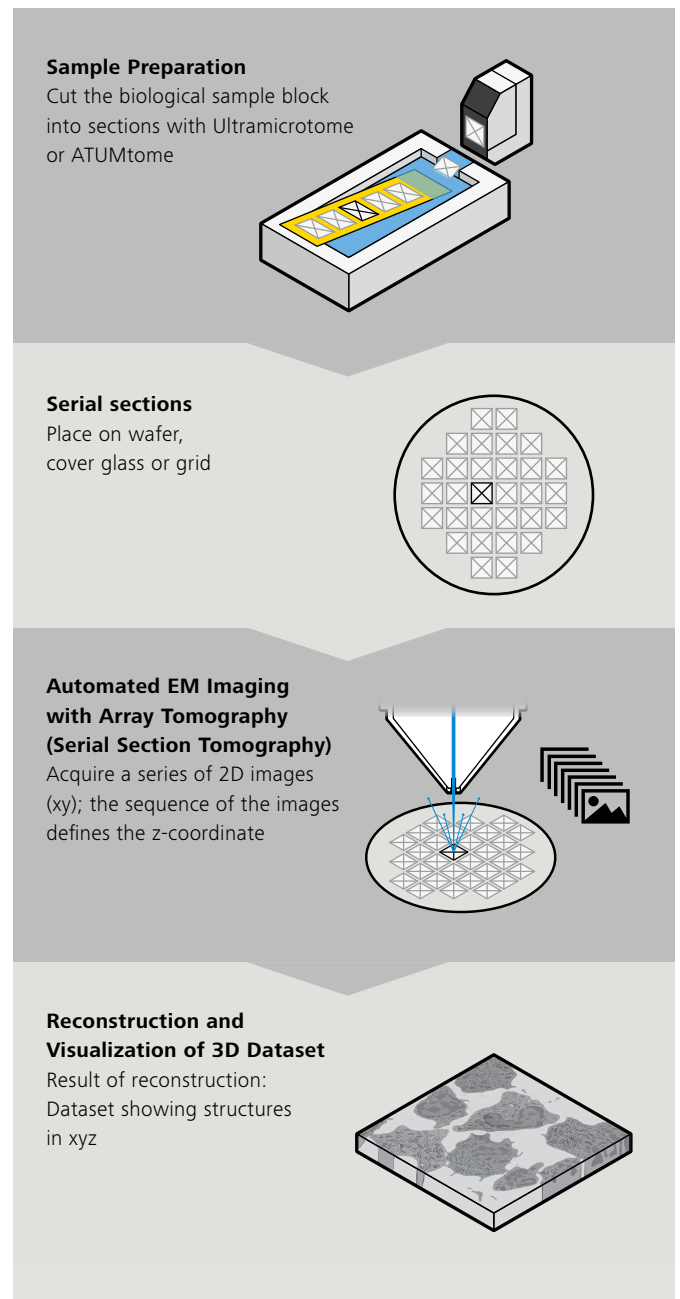 Sample Preparation
Cut the biological sample block
into sections with Ultramicrotome
or ATUMtome
Serial sections
Place on wafer,
cover glass or grid
Automated EM Imaging
with Array Tomography
(Serial Section Tomography)
Acquire a series of 2D images
(xy); the sequence of the images
defines the z-coordinate
Reconstruction and
Visualization of 3D Dataset
Result of reconstruction:
Dataset showing structures
in xyz